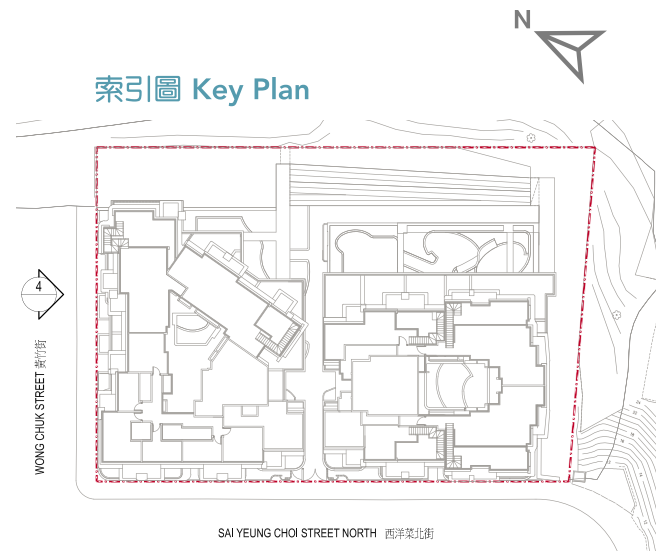 N
索引圖 Key Plan
4
WONG CHUK STREET 黃竹街
SAI YEUNG CHOI STREET NORTH 西洋菜北街